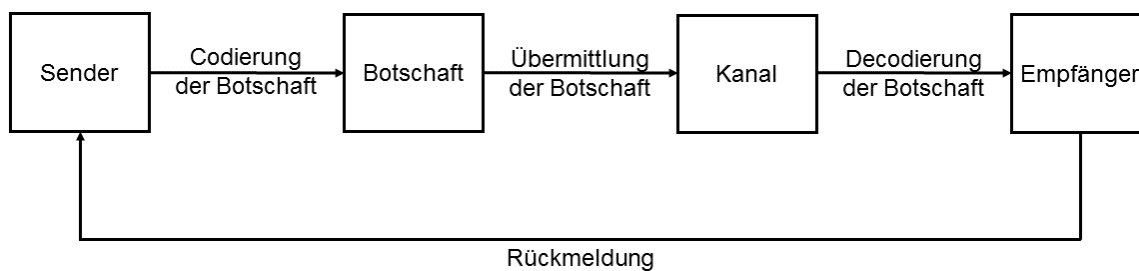 Sender
Codierung
der Botschaft
Botschaft
Übermittlung
der Botschaft
Kanal
Decodierung
der Botschaft
Empfänger
Rückmeldung